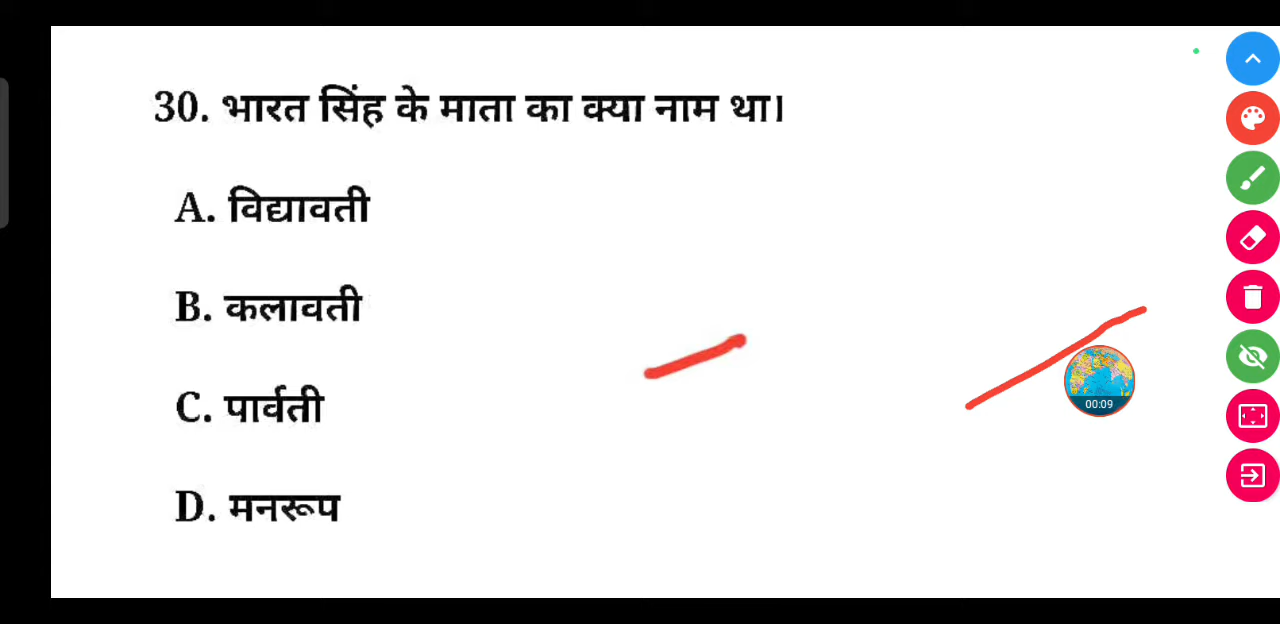 30. भारत सिंह के माता का क्या नाम था।
A. विद्यावती
B. कलावती
C. पार्वती
D. मनरूप
00:09